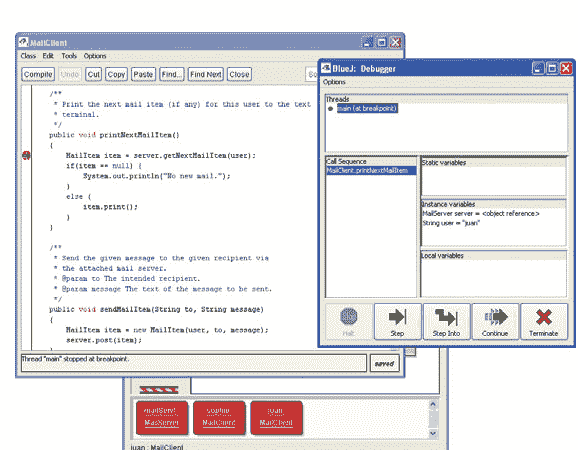 MailClient
Class Edit Tools Options
Compile Undo Cut Copy Paste Find... Find Next Close
/**
* Print the next mail item (if any) for this user to the text
* terminal.
*/
public void printNextMailItem()
{
MailItem item = server.getNextMailItem(user);
if(item == null) {
System.out.println("No new mail.");
}
else {
item.print();
}
}
/**
* Send the given message to the given recipient via
* the attached mail server.
* @param to The intended recipient.
* @param message The text of the message to be sent.
*/
public void sendMailItem(String to, String message)
{
MailItem item = new MailItem(user, to, message);
server.post(item);
}
Thread "main" stopped at breakpoint.
saved
BlueJ: Debugger
Options
Threads
main (at breakpoint)
Call Sequence
MailClient.printNextMailItem
Static variables
Instance variables
MailServer server = <object reference>
String user = "juan"
Local variables
Halt Step Step Into Continue Terminate
mailServ1 sophie juan
MailServer MailClient MailClient
juan : MailClient